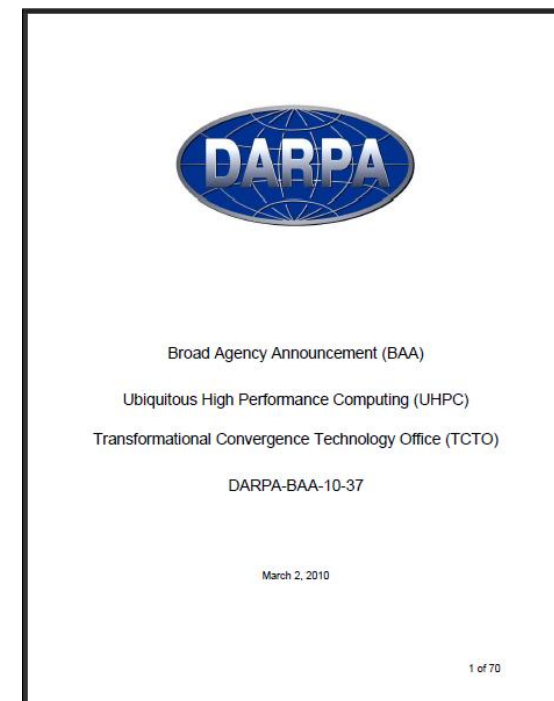 DARPA
Broad Agency Announcement (BAA)
Ubiquitous High Performance Computing (UHPC)
Transformational Convergence Technology Office (TCTO)
DARPA-BAA-10-37
March 2, 2010
1 of 70